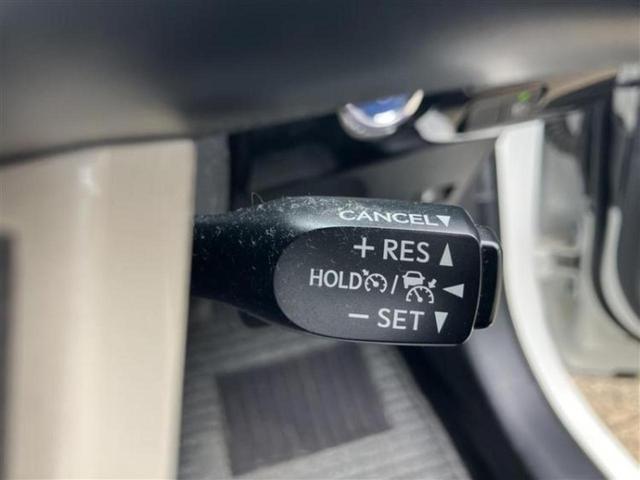 CANCEL▼
+ RES ▲
HOLD / ◀
− SET ▼